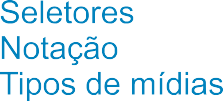 Seletores
Notação
Tipos de mídias